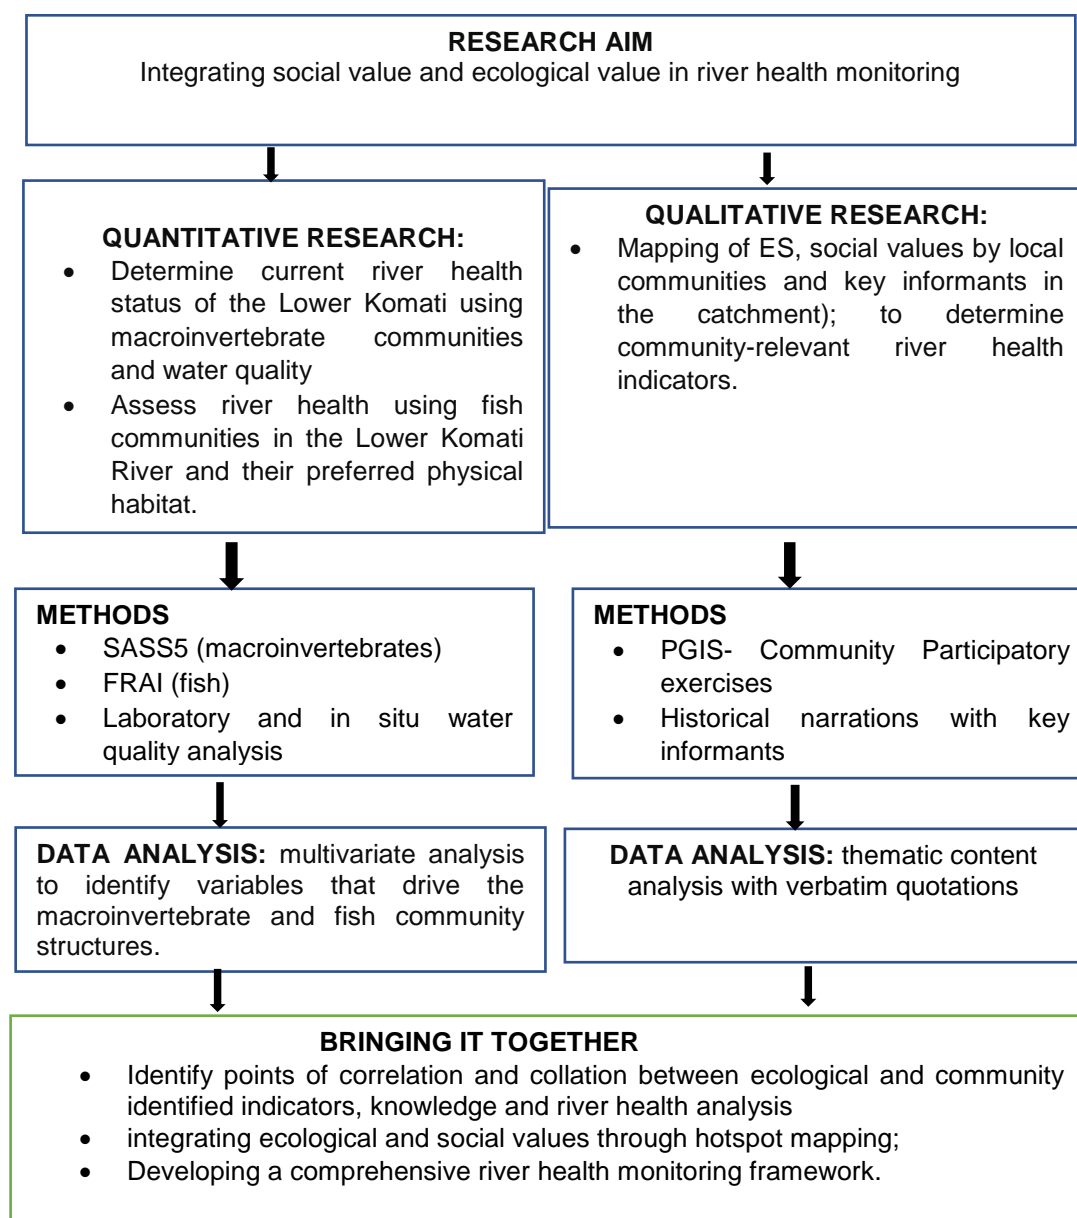 RESEARCH AIM
Integrating social value and ecological value in river health monitoring
QUANTITATIVE RESEARCH:
• Determine current river health
status of the Lower Komati using
macroinvertebrate communities
and water quality
• Assess river health using fish
communities in the Lower Komati
River and their preferred physical
habitat.
QUALITATIVE RESEARCH:
• Mapping of ES, social values by local
communities and key informants in
the catchment); to determine
community-relevant river health
indicators.
METHODS
• SASS5 (macroinvertebrates)
• FRAI (fish)
• Laboratory and in situ water
quality analysis
METHODS
• PGIS- Community Participatory
exercises
• Historical narrations with key
informants
DATA ANALYSIS: multivariate analysis
to identify variables that drive the
macroinvertebrate and fish community
structures.
DATA ANALYSIS: thematic content
analysis with verbatim quotations
BRINGING IT TOGETHER
• Identify points of correlation and collation between ecological and community
identified indicators, knowledge and river health analysis
• integrating ecological and social values through hotspot mapping;
• Developing a comprehensive river health monitoring framework.